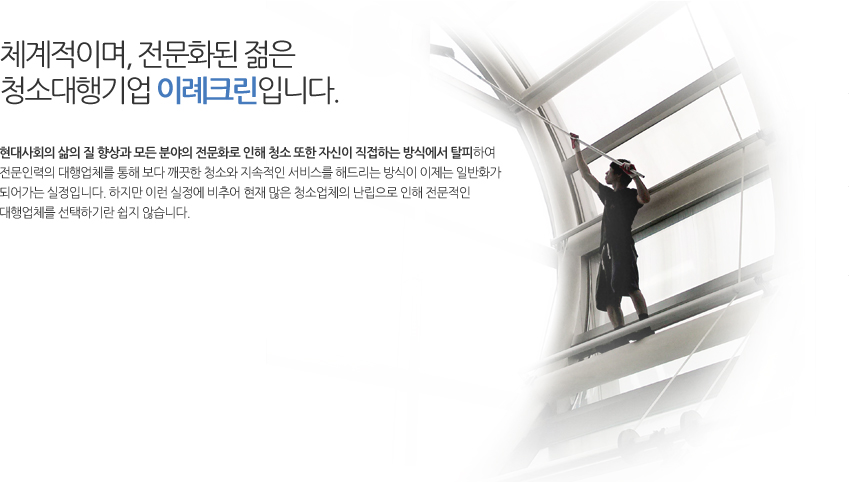 체계적이며, 전문화된 젊은
청소대행기업 이레크린입니다.
현대사회의 삶의 질 향상과 모든 분야의 전문화로 인해 청소 또한 자신이 직접하는 방식에서 탈피하여
전문인력의 대행업체를 통해 보다 깨끗한 청소와 지속적인 서비스를 해드리는 방식이 이제는 일반화가
되어가는 실정입니다. 하지만 이런 실정에 비추어 현재 많은 청소업체의 난립으로 인해 전문적인
대행업체를 선택하기란 쉽지 않습니다.